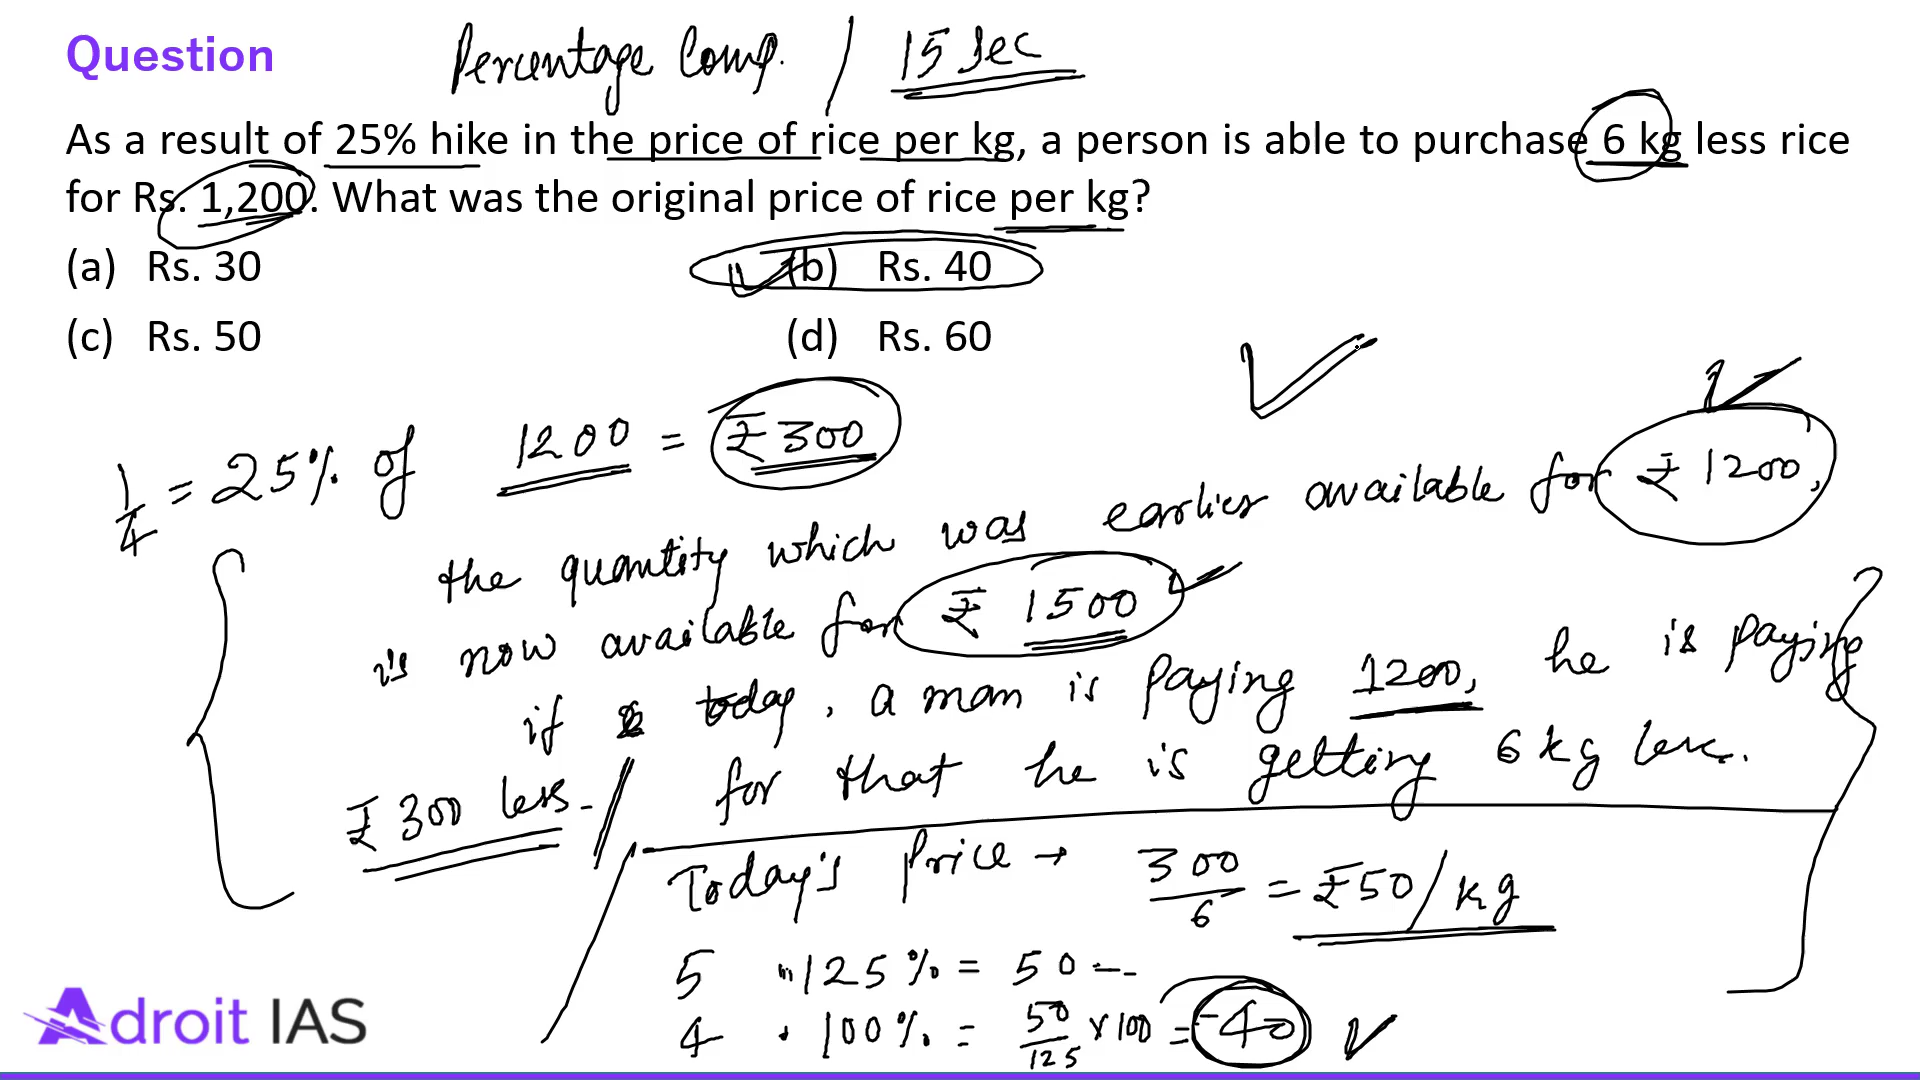 Question Percentage Comp. / 15 Sec
As a result of 25% hike in the price of rice per kg, a person is able to purchase 6 kg less rice
for Rs. 1,200. What was the original price of rice per kg?
(a) Rs. 30 (b) Rs. 40
(c) Rs. 50 (d) Rs. 60
1/4 = 25% of 1200 = ₹300
the quantity which was earlier available for ₹1200,
is now available for ₹1500
if today, a man is paying 1200, he is paying
₹300 less. for that he is getting 6 kg less.
Today's Price → 300/6 = ₹50/kg
5 125% = 50
4 100% = 50/125 × 100 = 40
Adroit IAS